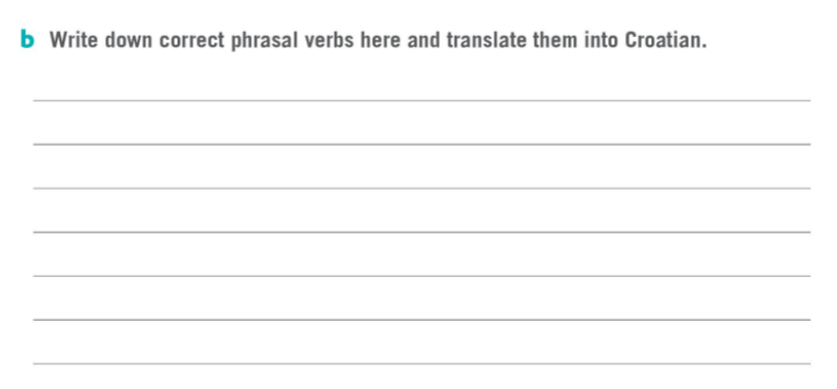 b Write down correct phrasal verbs here and translate them into Croatian.